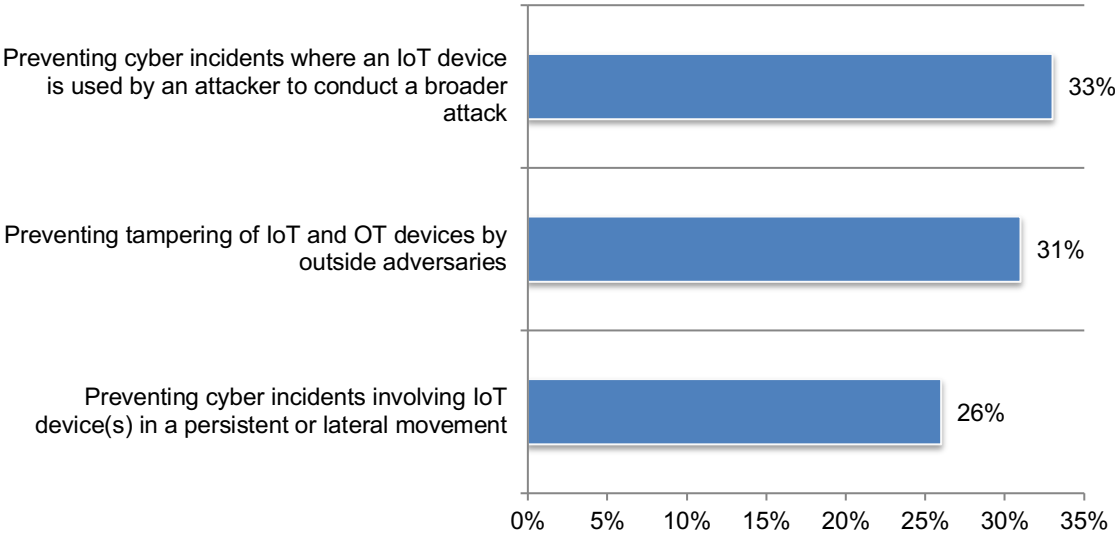 Preventing cyber incidents where an IoT device
is used by an attacker to conduct a broader
attack
33%
Preventing tampering of IoT and OT devices by
outside adversaries
31%
Preventing cyber incidents involving IoT
device(s) in a persistent or lateral movement
26%
0% 5% 10% 15% 20% 25% 30% 35%